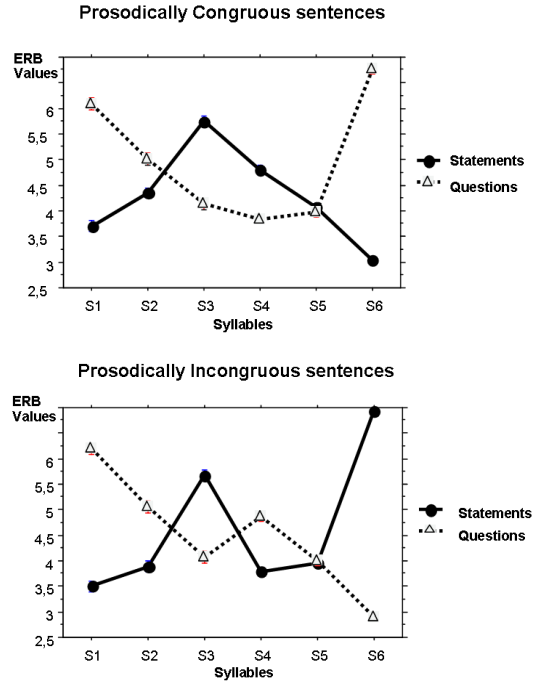 Prosodically Congruous sentences
ERB
Values
6
5,5
5
4,5
4
3,5
3
2,5
S1 S2 S3 S4 S5 S6
Syllables
Statements
Questions
Prosodically Incongruous sentences
ERB
Values
6
5,5
5
4,5
4
3,5
3
2,5
S1 S2 S3 S4 S5 S6
Syllables
Statements
Questions